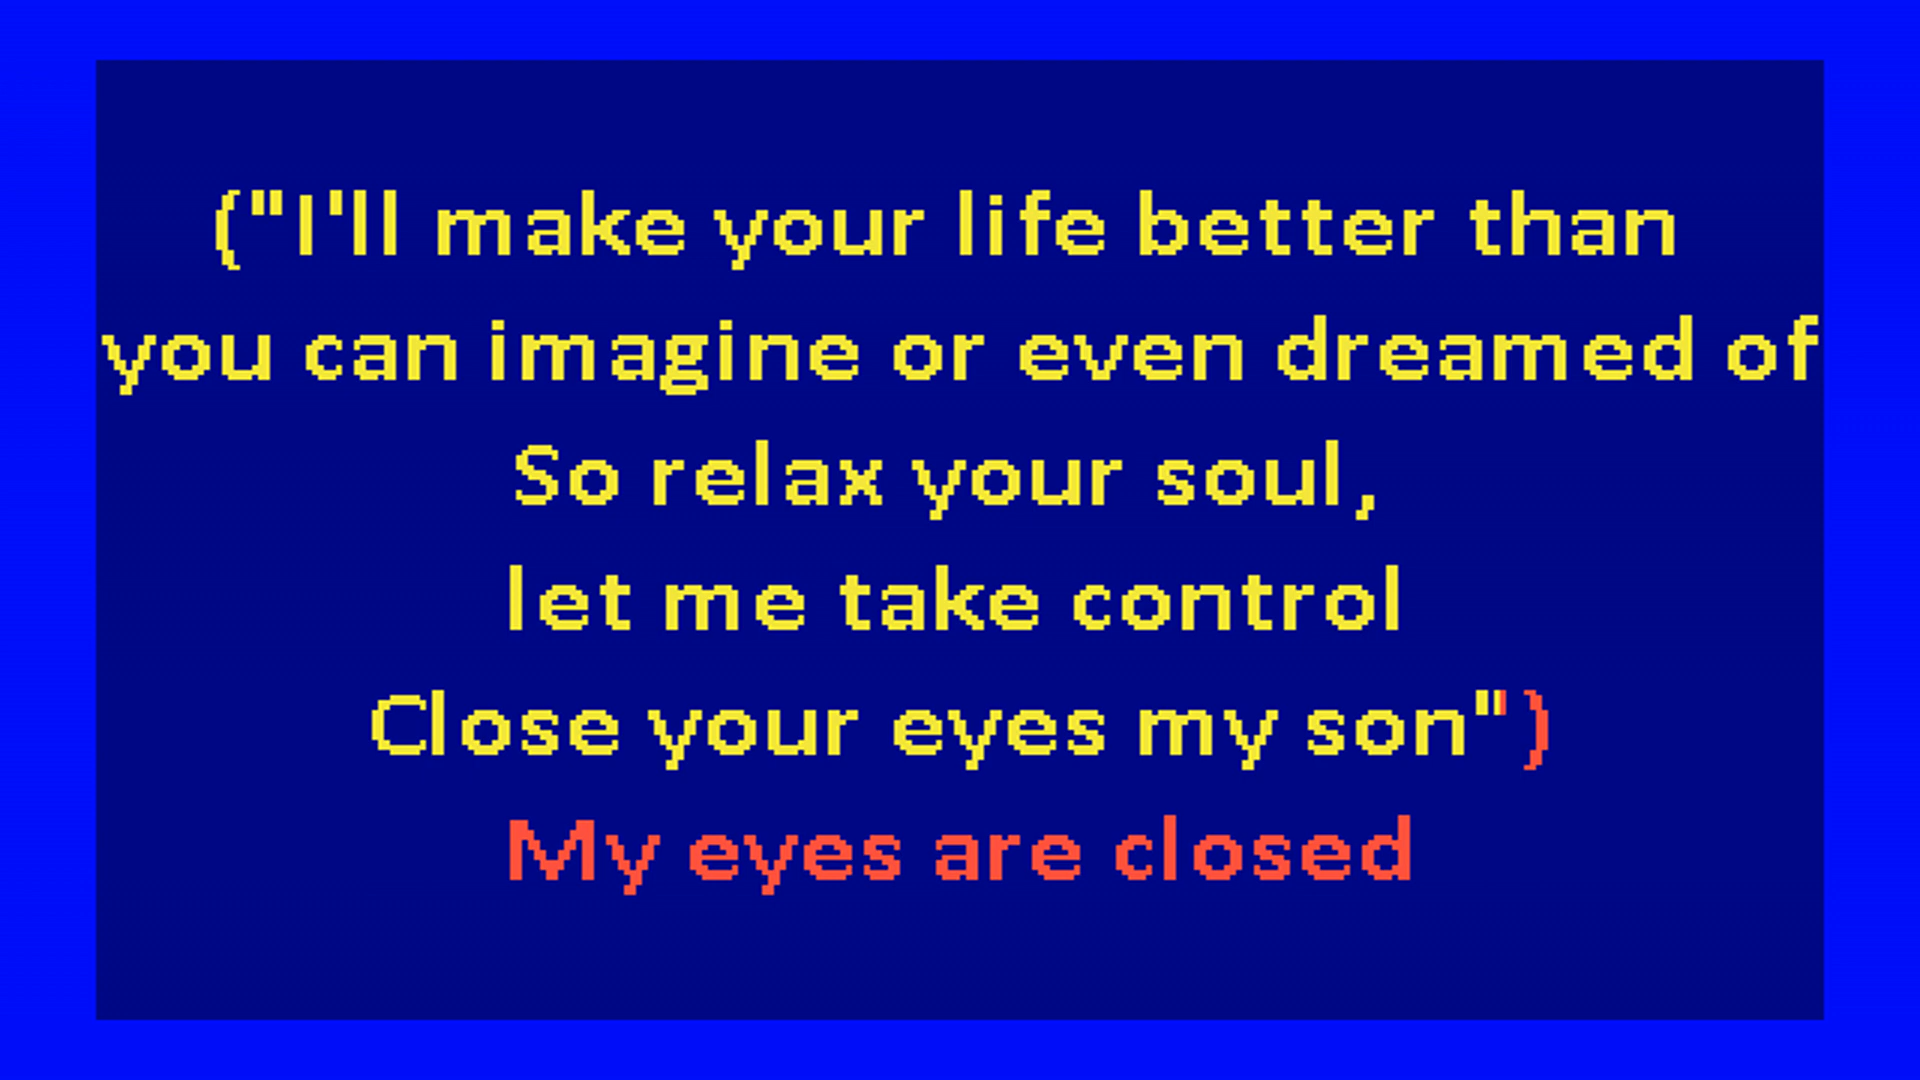 ("I'll make your life better than
you can imagine or even dreamed of
So relax your soul,
let me take control
Close your eyes my son")
My eyes are closed